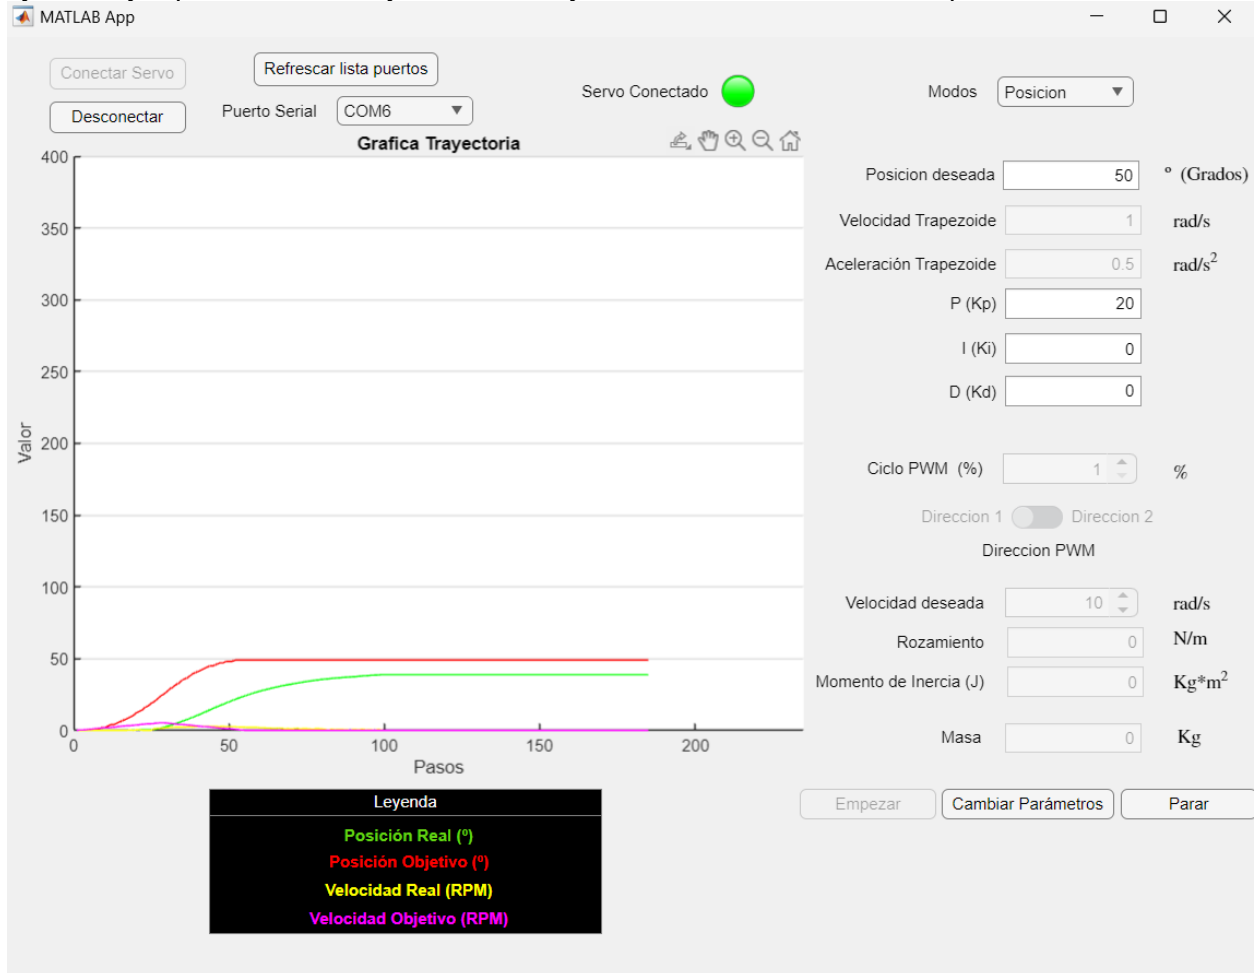 MATLAB App
Conectar Servo
Refrescar lista puertos
Desconectar
Puerto Serial COM6
Servo Conectado
Modos Posicion
Grafica Trayectoria
400
350
300
250
200
150
100
50
0
Valor
0 50 100 150 200
Pasos
Leyenda
Posición Real (º)
Posición Objetivo (º)
Velocidad Real (RPM)
Velocidad Objetivo (RPM)
Posicion deseada 50 º (Grados)
Velocidad Trapezoide 1 rad/s
Aceleración Trapezoide 0.5 rad/s²
P (Kp) 20
I (Ki) 0
D (Kd) 0
Ciclo PWM (%) 1 %
Direccion 1 Direccion 2
Direccion PWM
Velocidad deseada 10 rad/s
Rozamiento 0 N/m
Momento de Inercia (J) 0 Kg*m²
Masa 0 Kg
Empezar Cambiar Parámetros Parar